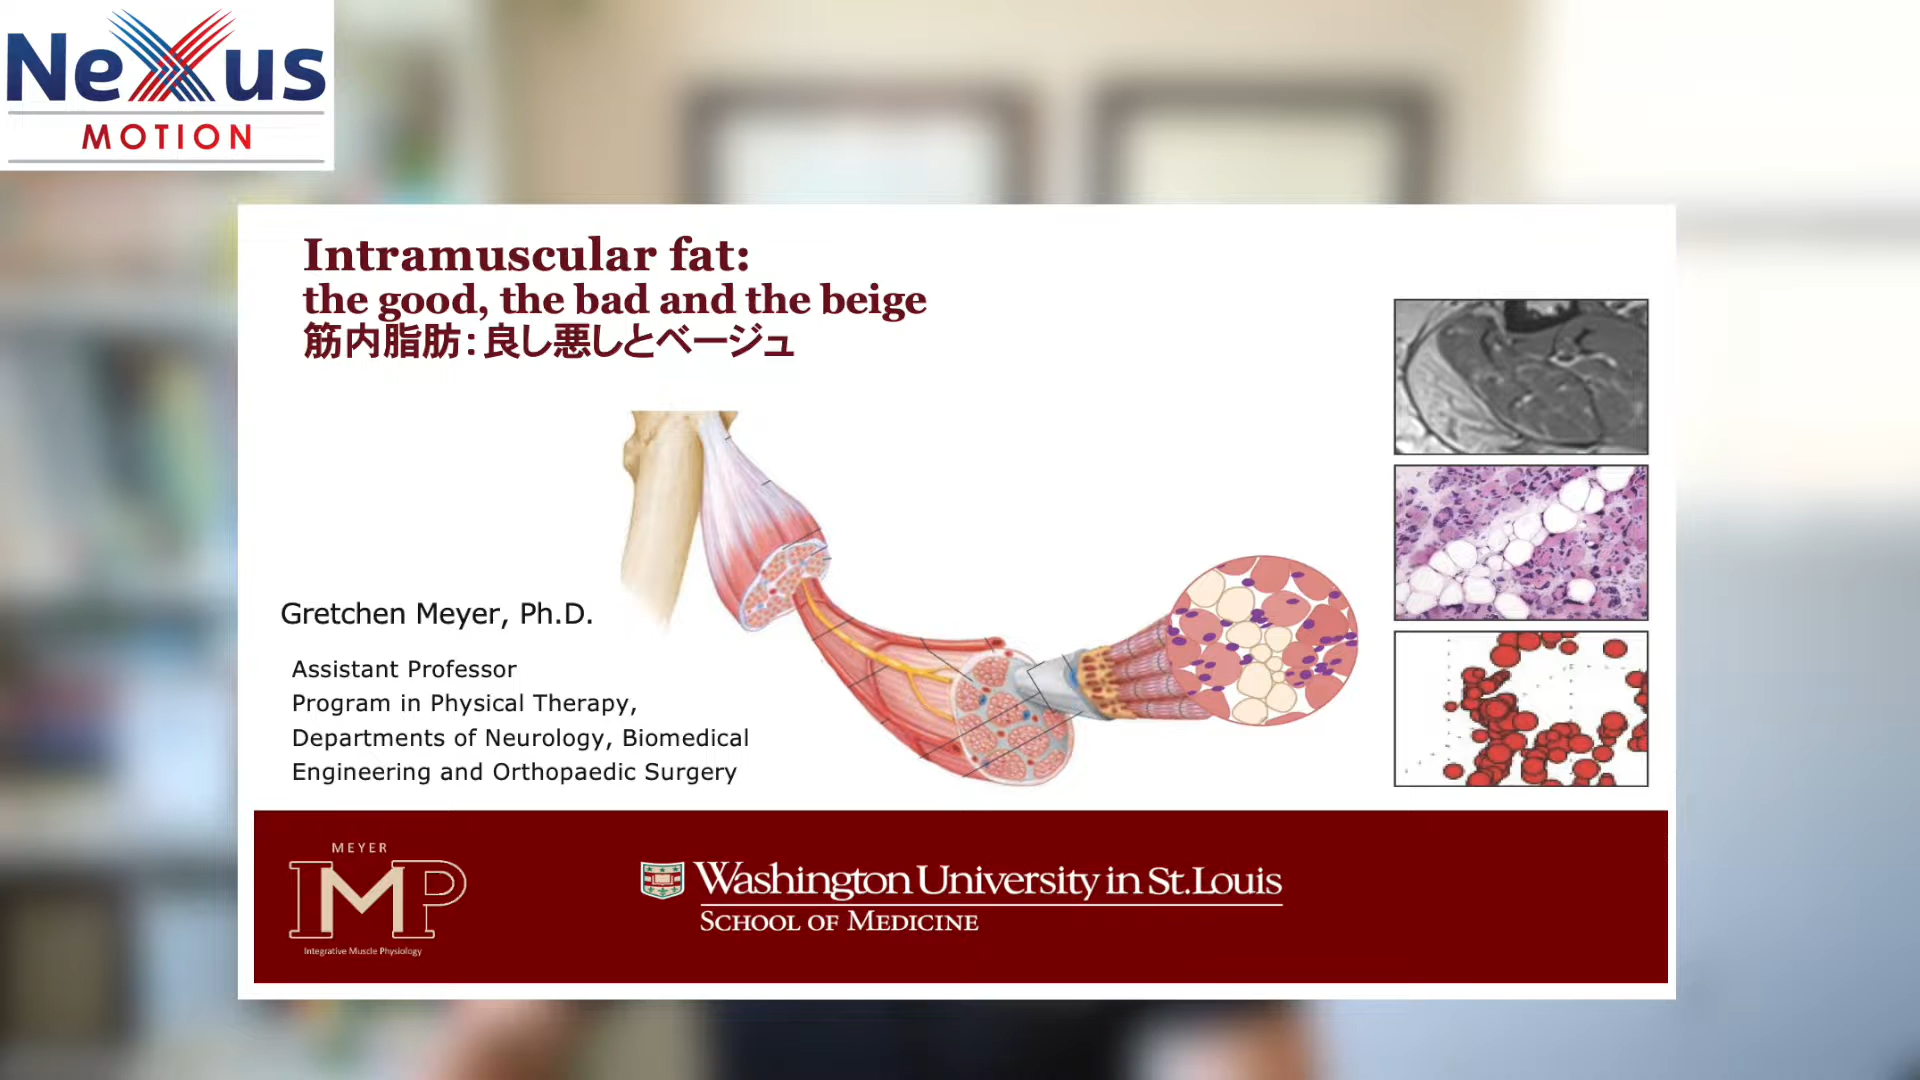 NeXus
MOTION
Intramuscular fat:
the good, the bad and the beige
筋内脂肪：良し悪しとベージュ
Gretchen Meyer, Ph.D.
Assistant Professor
Program in Physical Therapy,
Departments of Neurology, Biomedical
Engineering and Orthopaedic Surgery
MEYER
IMP
Integrative Muscle Physiology
Washington University in St.Louis
SCHOOL OF MEDICINE